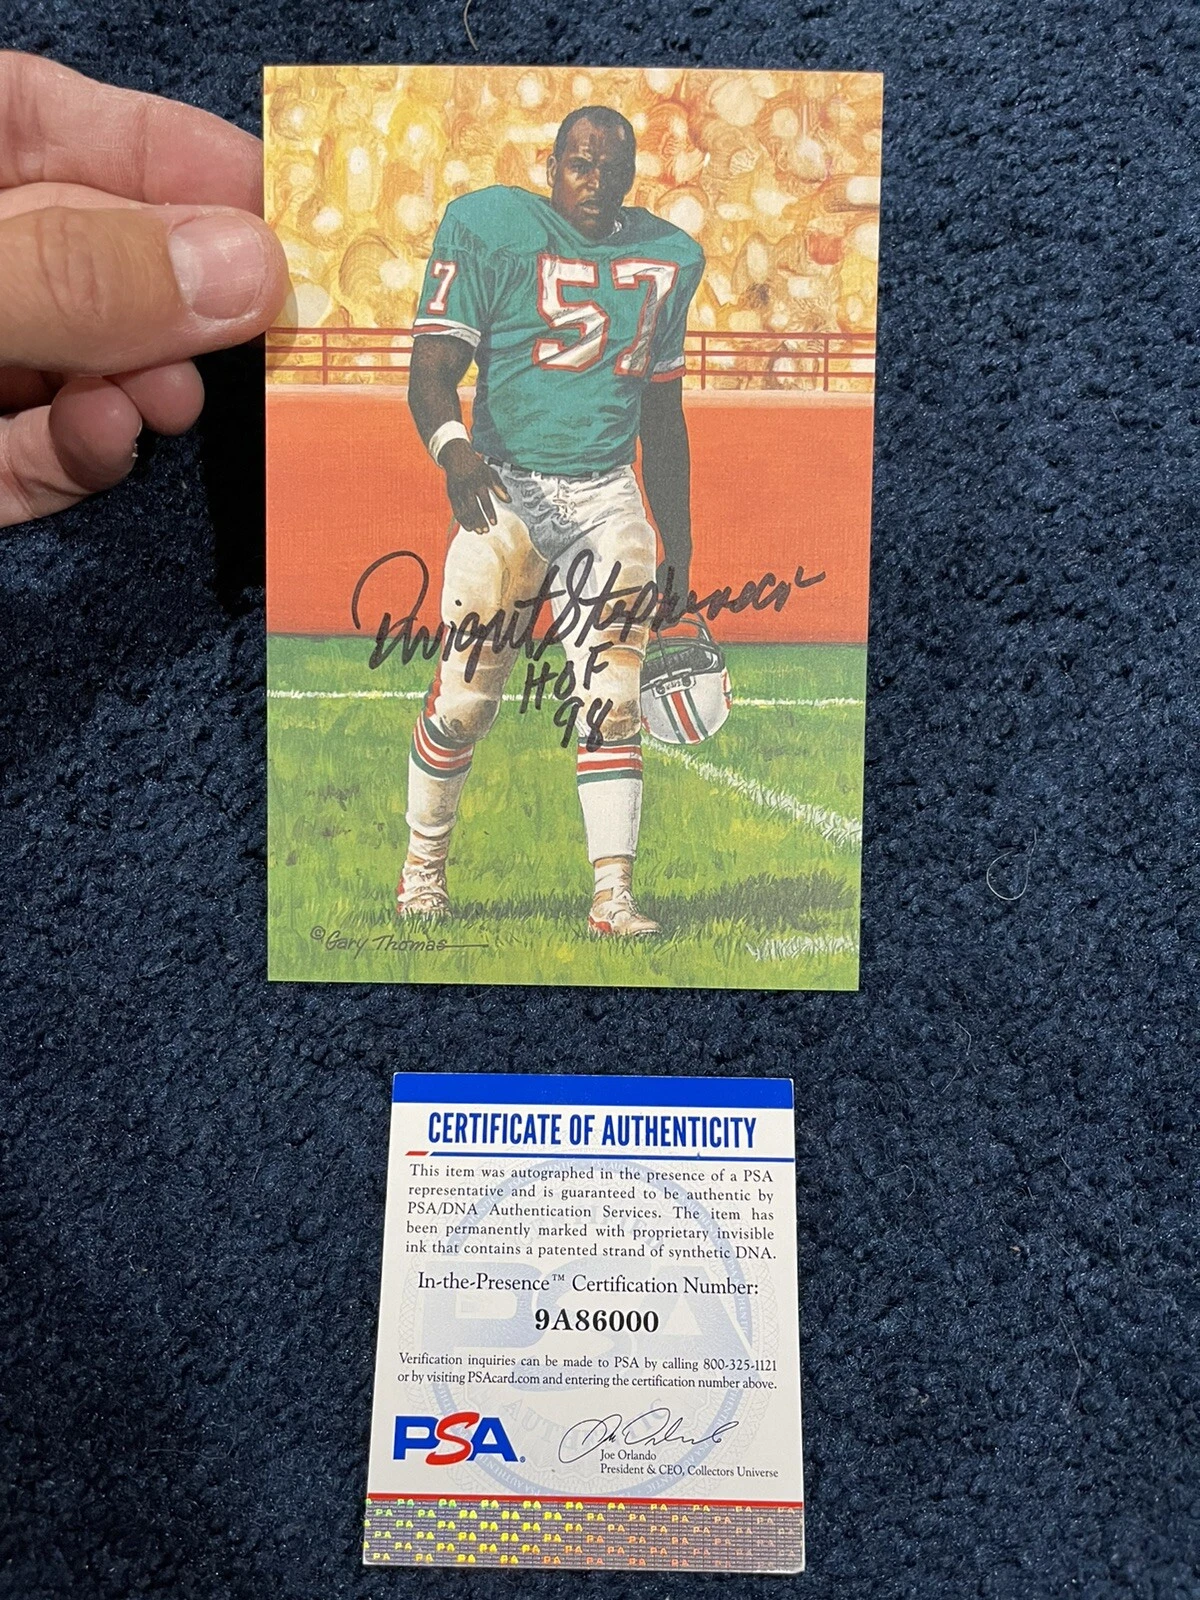 7
57
Dwight Stephenson
HOF
98
©Gary Thomas
CERTIFICATE OF AUTHENTICITY
This item was autographed in the presence of a PSA
representative and is guaranteed to be authentic by
PSA/DNA Authentication Services. The item has
been permanently marked with proprietary invisible
ink that contains a patented strand of synthetic DNA.
In-the-Presence™ Certification Number:
9A86000
Verification inquiries can be made to PSA by calling 800-325-1121
or by visiting PSAcard.com and entering the certification number above.
PSA®
Joe Orlando
President & CEO, Collectors Universe